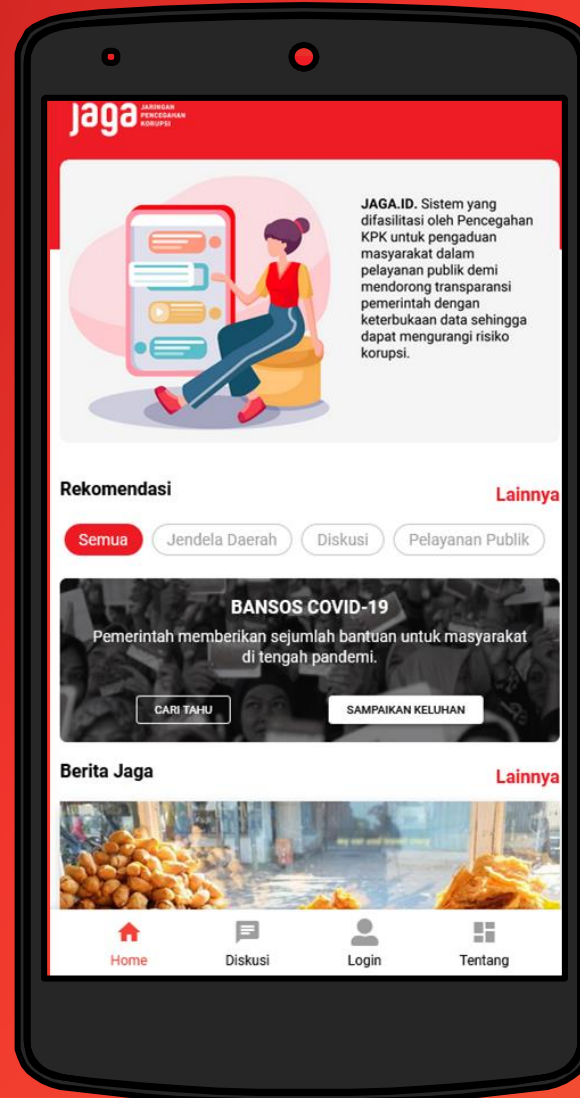 jaga JARINGAN
PENCEGAHAN
KORUPSI
JAGA.ID. Sistem yang
difasilitasi oleh Pencegahan
KPK untuk pengaduan
masyarakat dalam
pelayanan publik demi
mendorong transparansi
pemerintah dengan
keterbukaan data sehingga
dapat mengurangi risiko
korupsi.
Rekomendasi
Lainnya
Semua Jendela Daerah Diskusi Pelayanan Publik
BANSOS COVID-19
Pemerintah memberikan sejumlah bantuan untuk masyarakat
di tengah pandemi.
CARI TAHU SAMPAIKAN KELUHAN
Berita Jaga
Lainnya
Home Diskusi Login Tentang